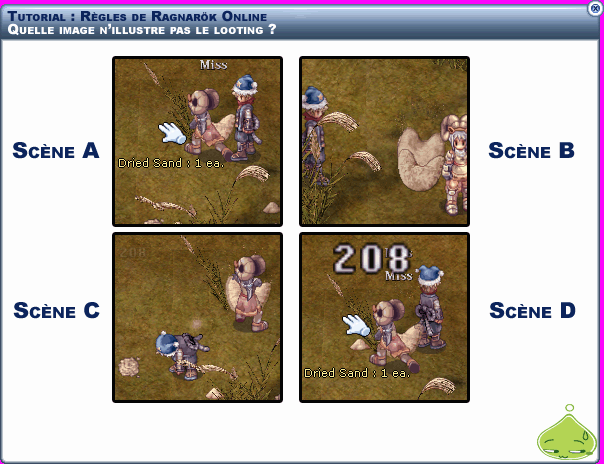 Tutorial : Règles de Ragnarök Online
Quelle image n'illustre pas le looting ?
Scène A
Miss
Dried Sand : 1 ea.
Scène B
Scène C
208
208
Miss
Dried Sand : 1 ea.
Scène D